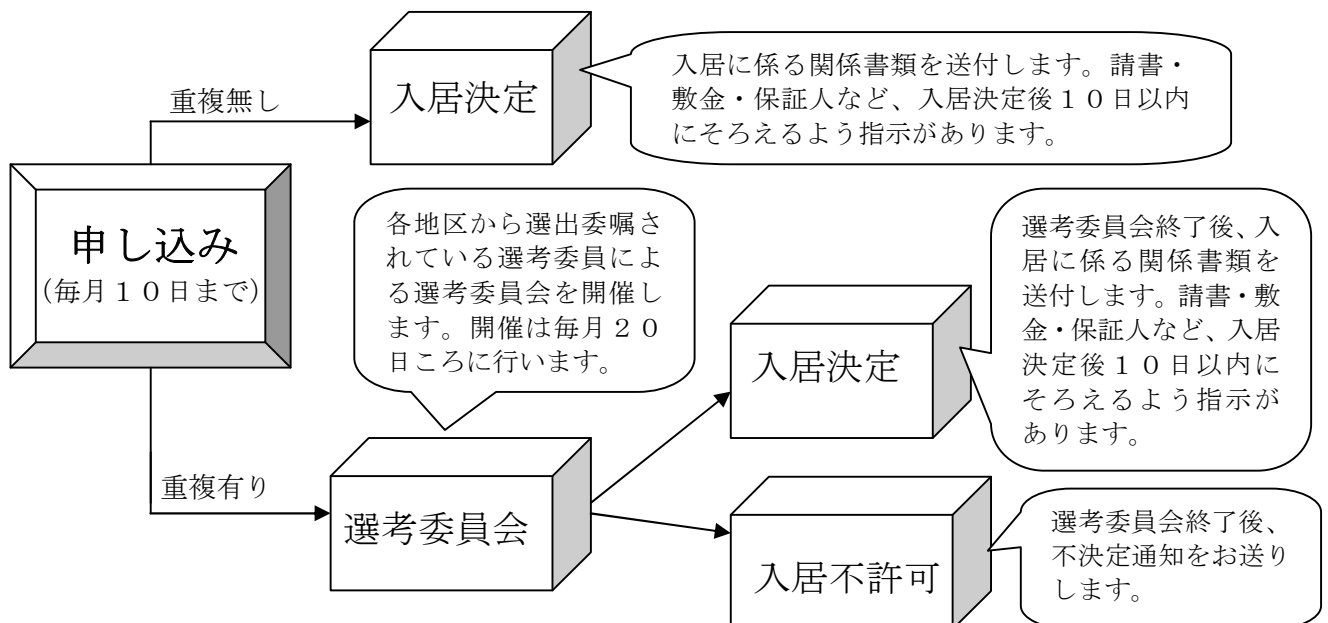 入居決定
入居に係る関係書類を送付します。請書・
敷金・保証人など、入居決定後１０日以内
にそろえるよう指示があります。
重複無し
申し込み
(毎月１０日まで)
各地区から選出委嘱さ
れている選考委員によ
る選考委員会を開催し
ます。開催は毎月２０
日ころに行います。
入居決定
選考委員会終了後、入
居に係る関係書類を
送付します。請書・敷
金・保証人など、入居
決定後１０日以内に
そろえるよう指示が
あります。
重複有り
選考委員会
入居不許可
選考委員会終了後、
不決定通知をお送り
します。